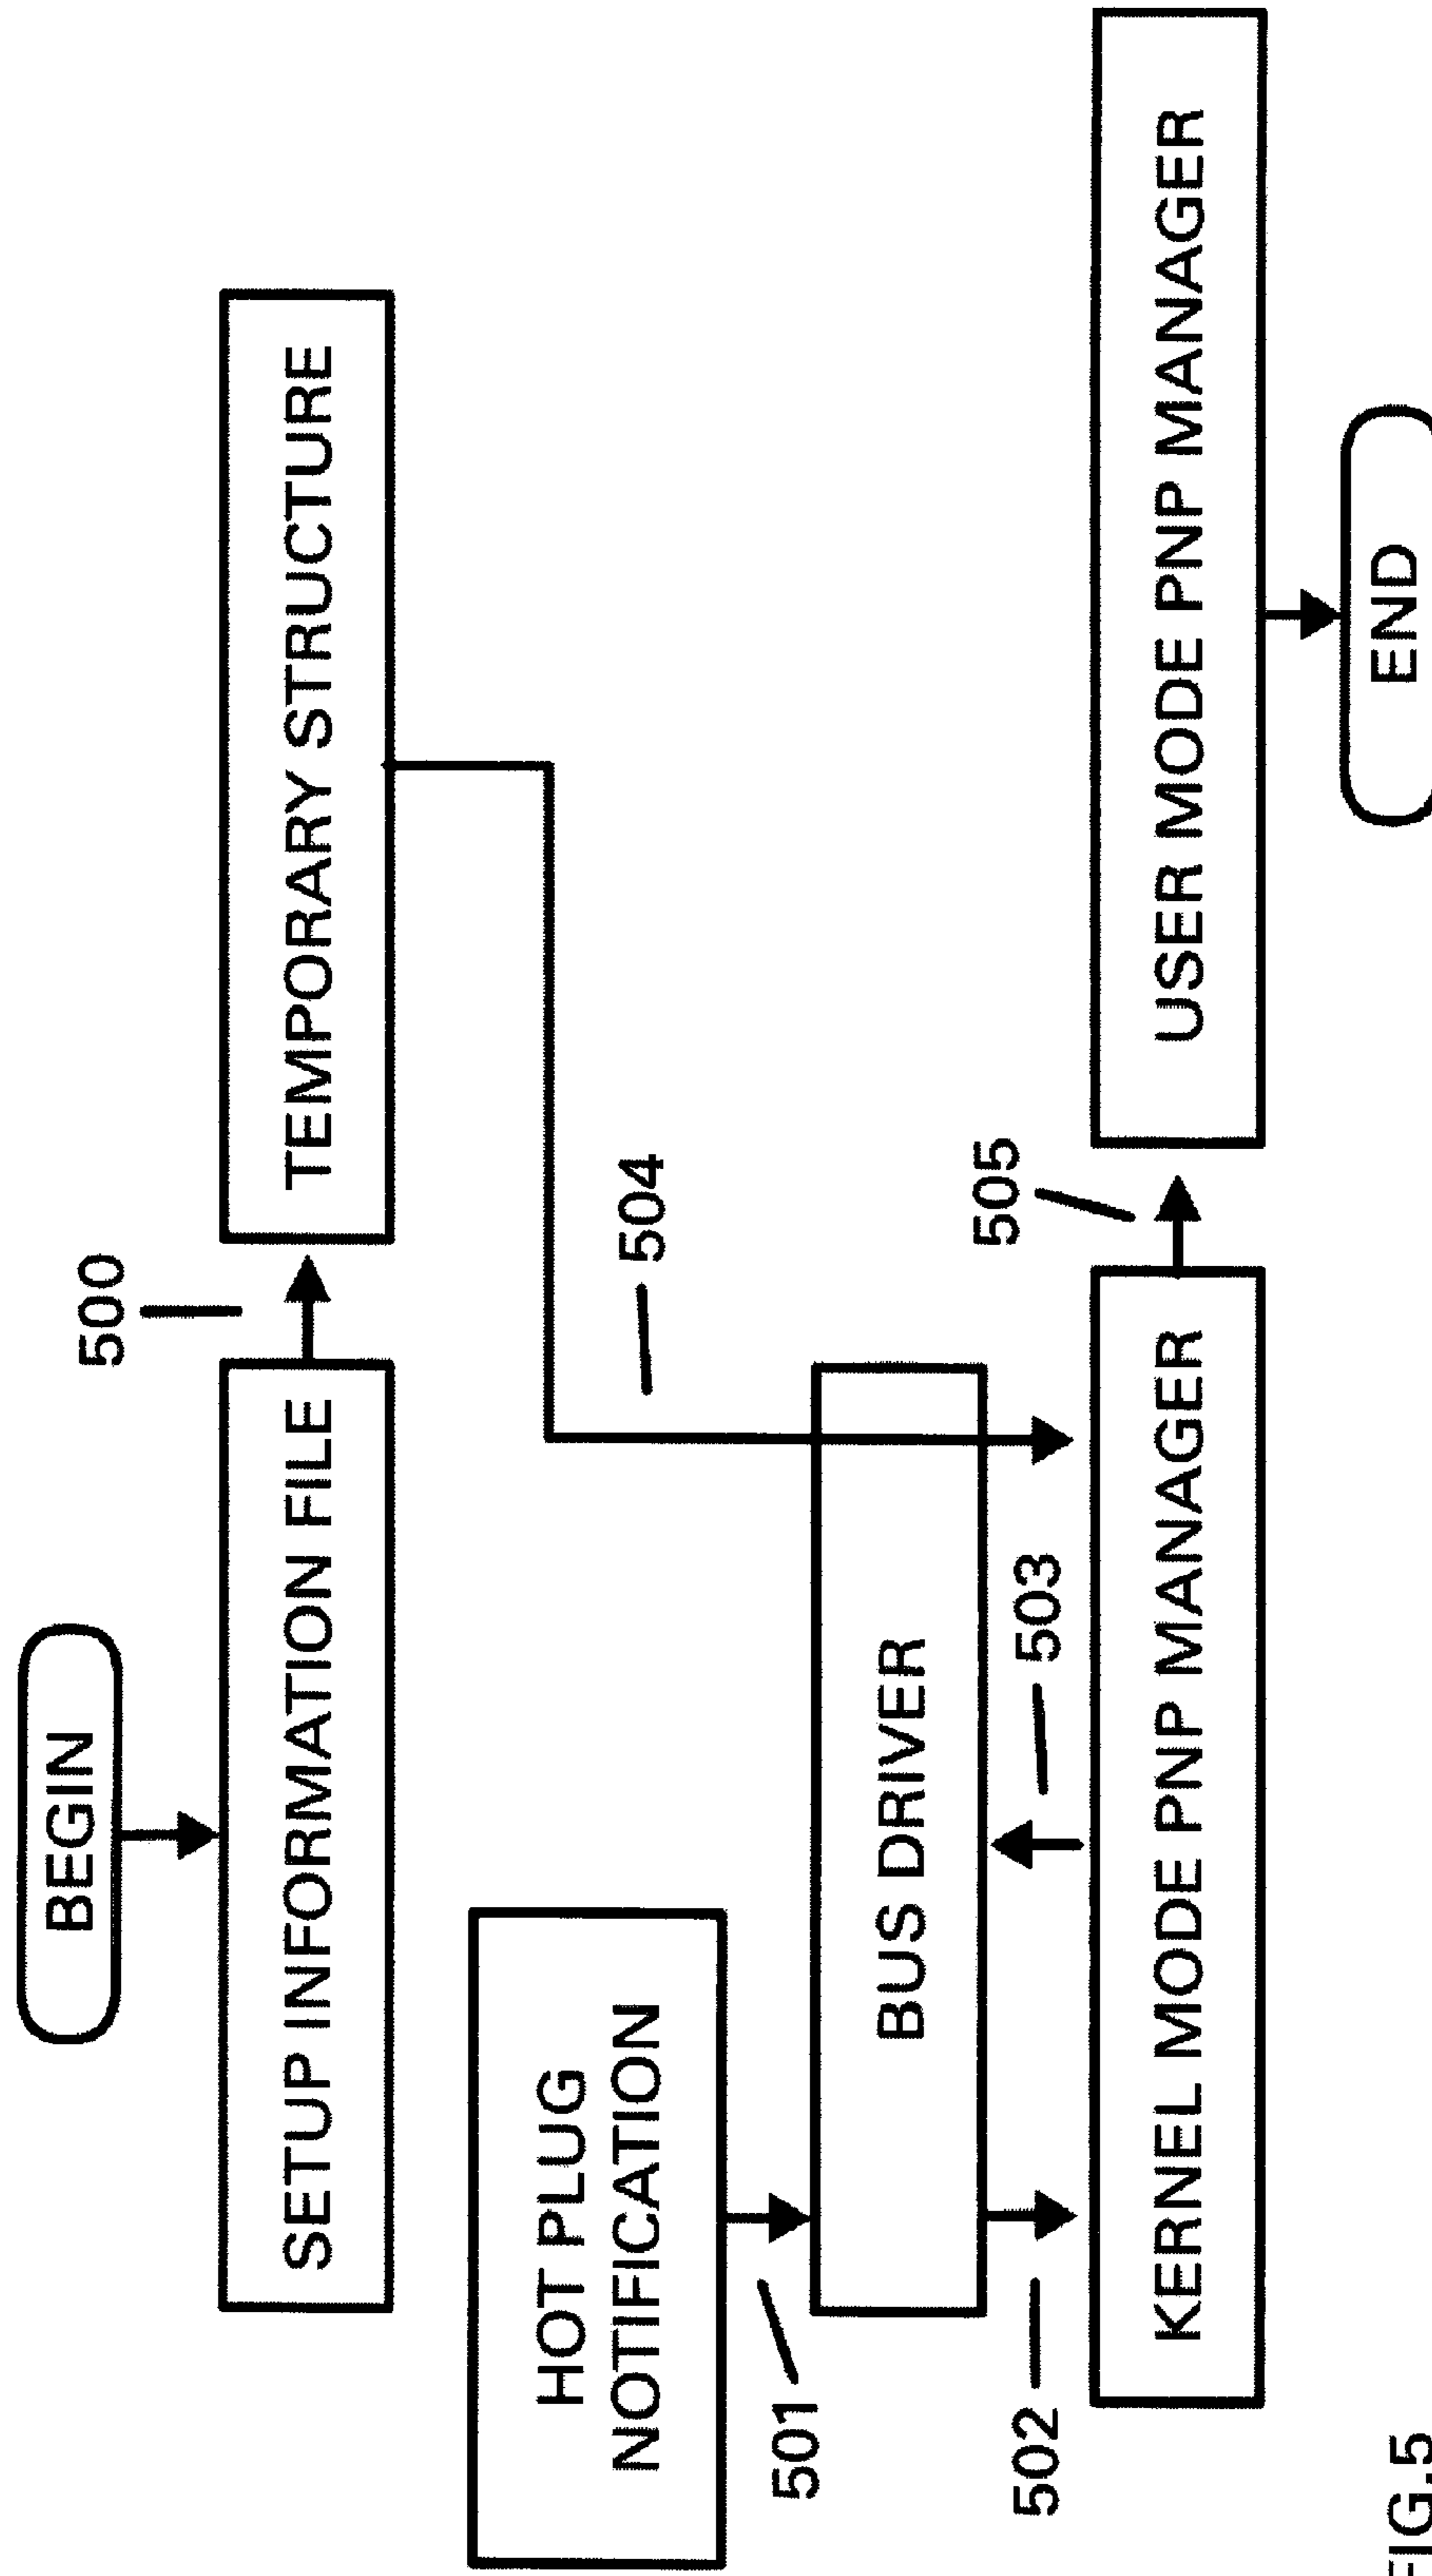 BEGIN
500
SETUP INFORMATION FILE
TEMPORARY STRUCTURE
HOT PLUG
NOTIFICATION
504
501
BUS DRIVER
502
503
505
KERNEL MODE PNP MANAGER
USER MODE PNP MANAGER
END
FIG.5